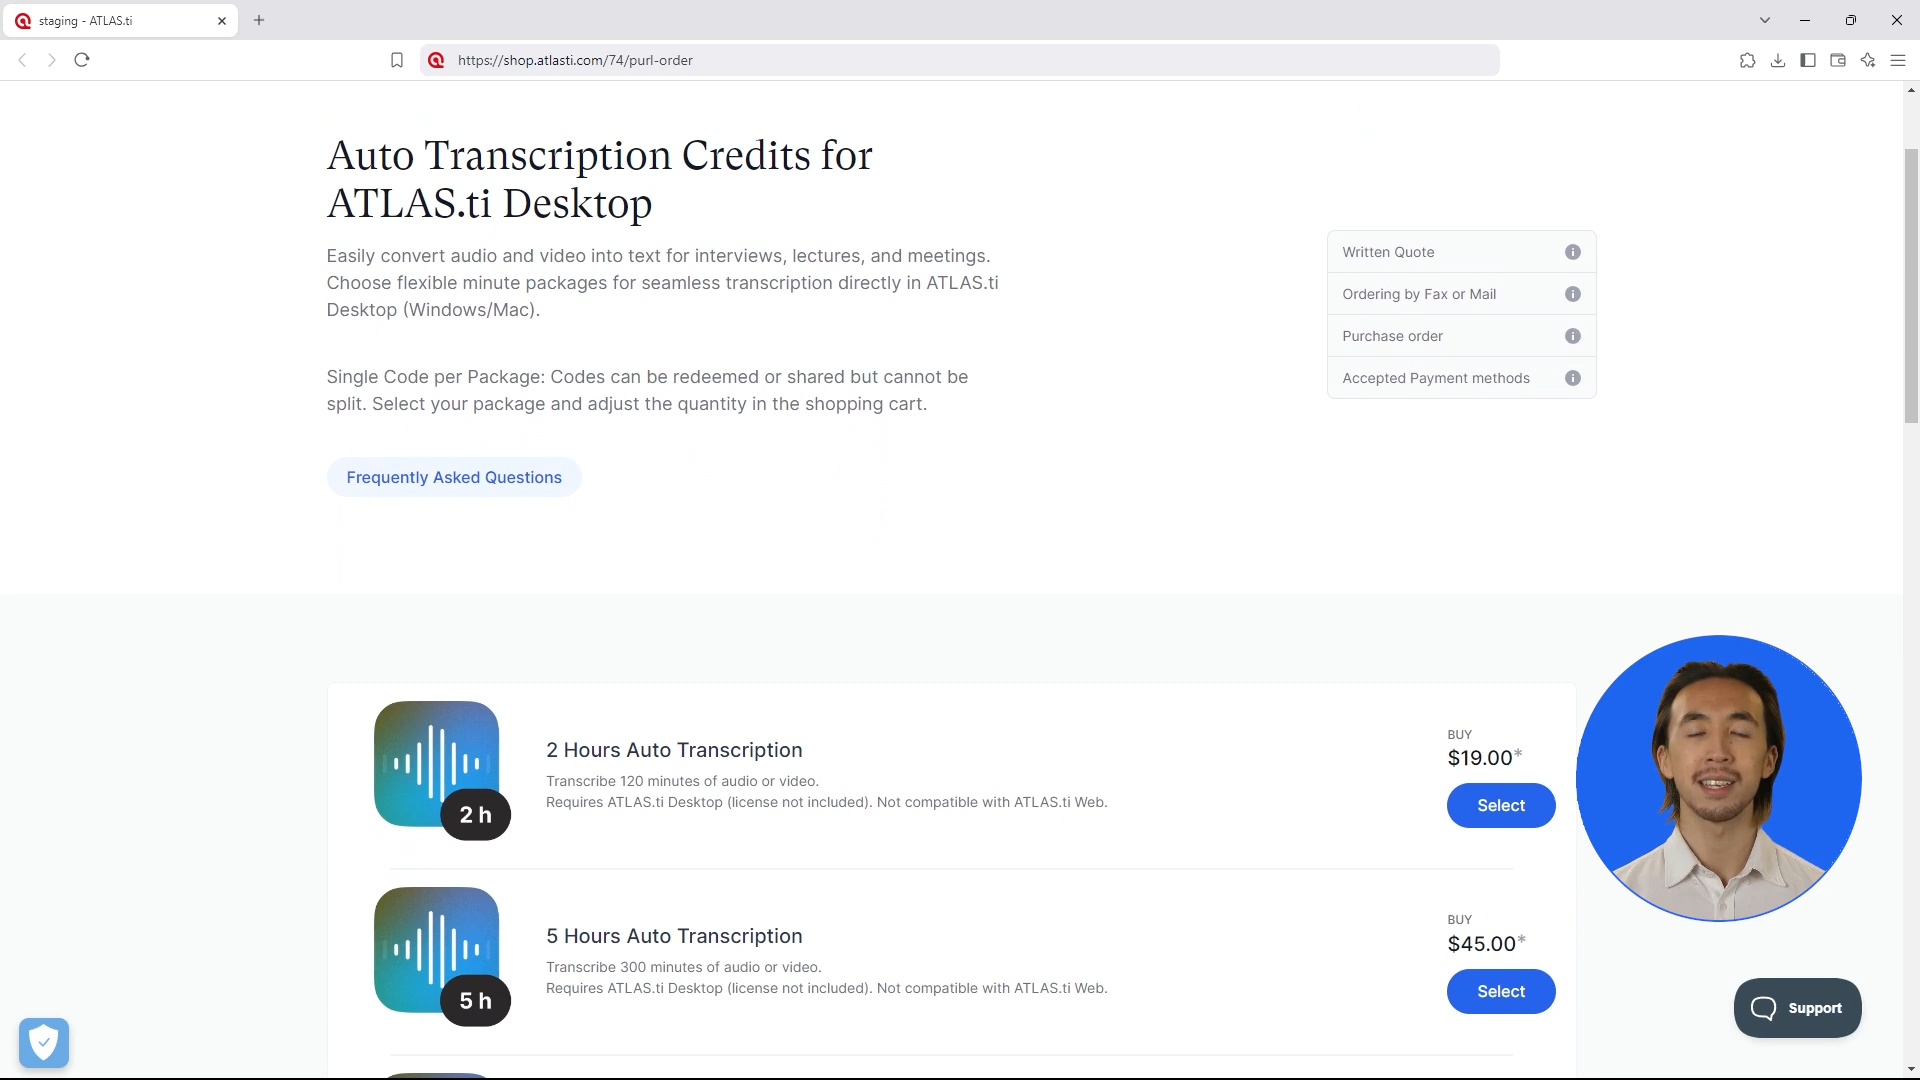 staging - ATLAS.ti
https://shop.atlasti.com/74/purl-order
Auto Transcription Credits for
ATLAS.ti Desktop
Easily convert audio and video into text for interviews, lectures, and meetings.
Choose flexible minute packages for seamless transcription directly in ATLAS.ti
Desktop (Windows/Mac).
Single Code per Package: Codes can be redeemed or shared but cannot be
split. Select your package and adjust the quantity in the shopping cart.
Frequently Asked Questions
Written Quote
Ordering by Fax or Mail
Purchase order
Accepted Payment methods
2 h
2 Hours Auto Transcription
Transcribe 120 minutes of audio or video.
Requires ATLAS.ti Desktop (license not included). Not compatible with ATLAS.ti Web.
BUY
$19.00*
Select
5 h
5 Hours Auto Transcription
Transcribe 300 minutes of audio or video.
Requires ATLAS.ti Desktop (license not included). Not compatible with ATLAS.ti Web.
BUY
$45.00*
Select
Support